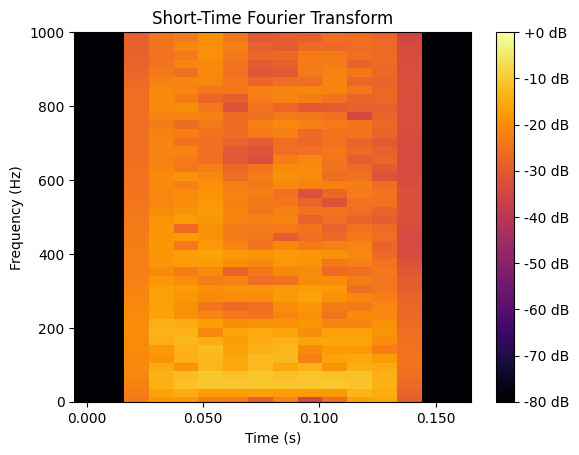 Short-Time Fourier Transform
1000
800
600
400
200
0
Frequency (Hz)
0.000
0.050
0.100
0.150
Time (s)
+0 dB
-10 dB
-20 dB
-30 dB
-40 dB
-50 dB
-60 dB
-70 dB
-80 dB